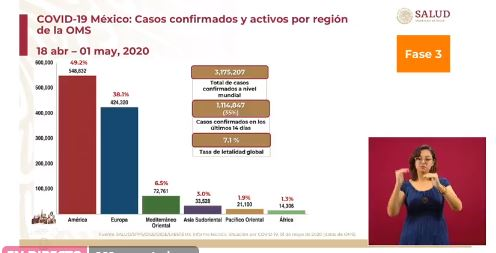 COVID-19 México: Casos confirmados y activos por región
de la OMS
18 abr – 01 may, 2020
SALUD
Fase 3
600,000
500,000
400,000
300,000
200,000
100,000
49.2%
548,832
38.1%
424,320
6.5%
72,761
3.0%
33,528
1.9%
21,100
1.3%
14,306
3,175,207
Total de casos
confirmados a nivel
mundial
1,114,847
(35%)
Casos confirmados en los
últimos 14 días
7.1 %
Tasa de letalidad global
América
Europa
Mediterráneo
Oriental
Asia Sudoriental
Pacífico Oriental
África